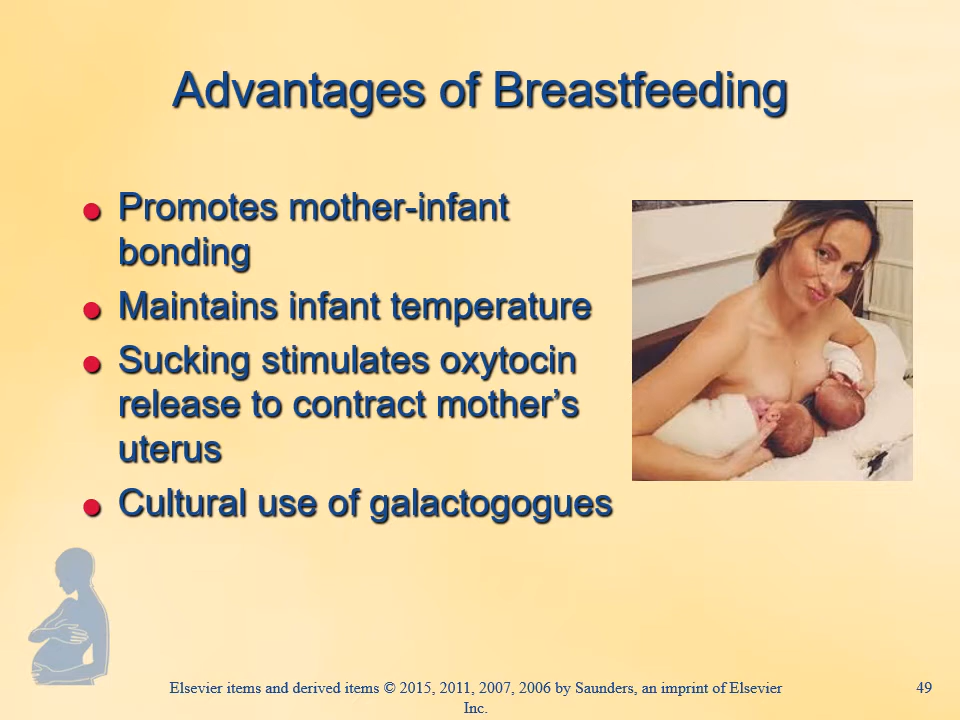 Advantages of Breastfeeding
Promotes mother-infant
bonding
Maintains infant temperature
Sucking stimulates oxytocin
release to contract mother’s
uterus
Cultural use of galactogogues
Elsevier items and derived items © 2015, 2011, 2007, 2006 by Saunders, an imprint of Elsevier
Inc.
49